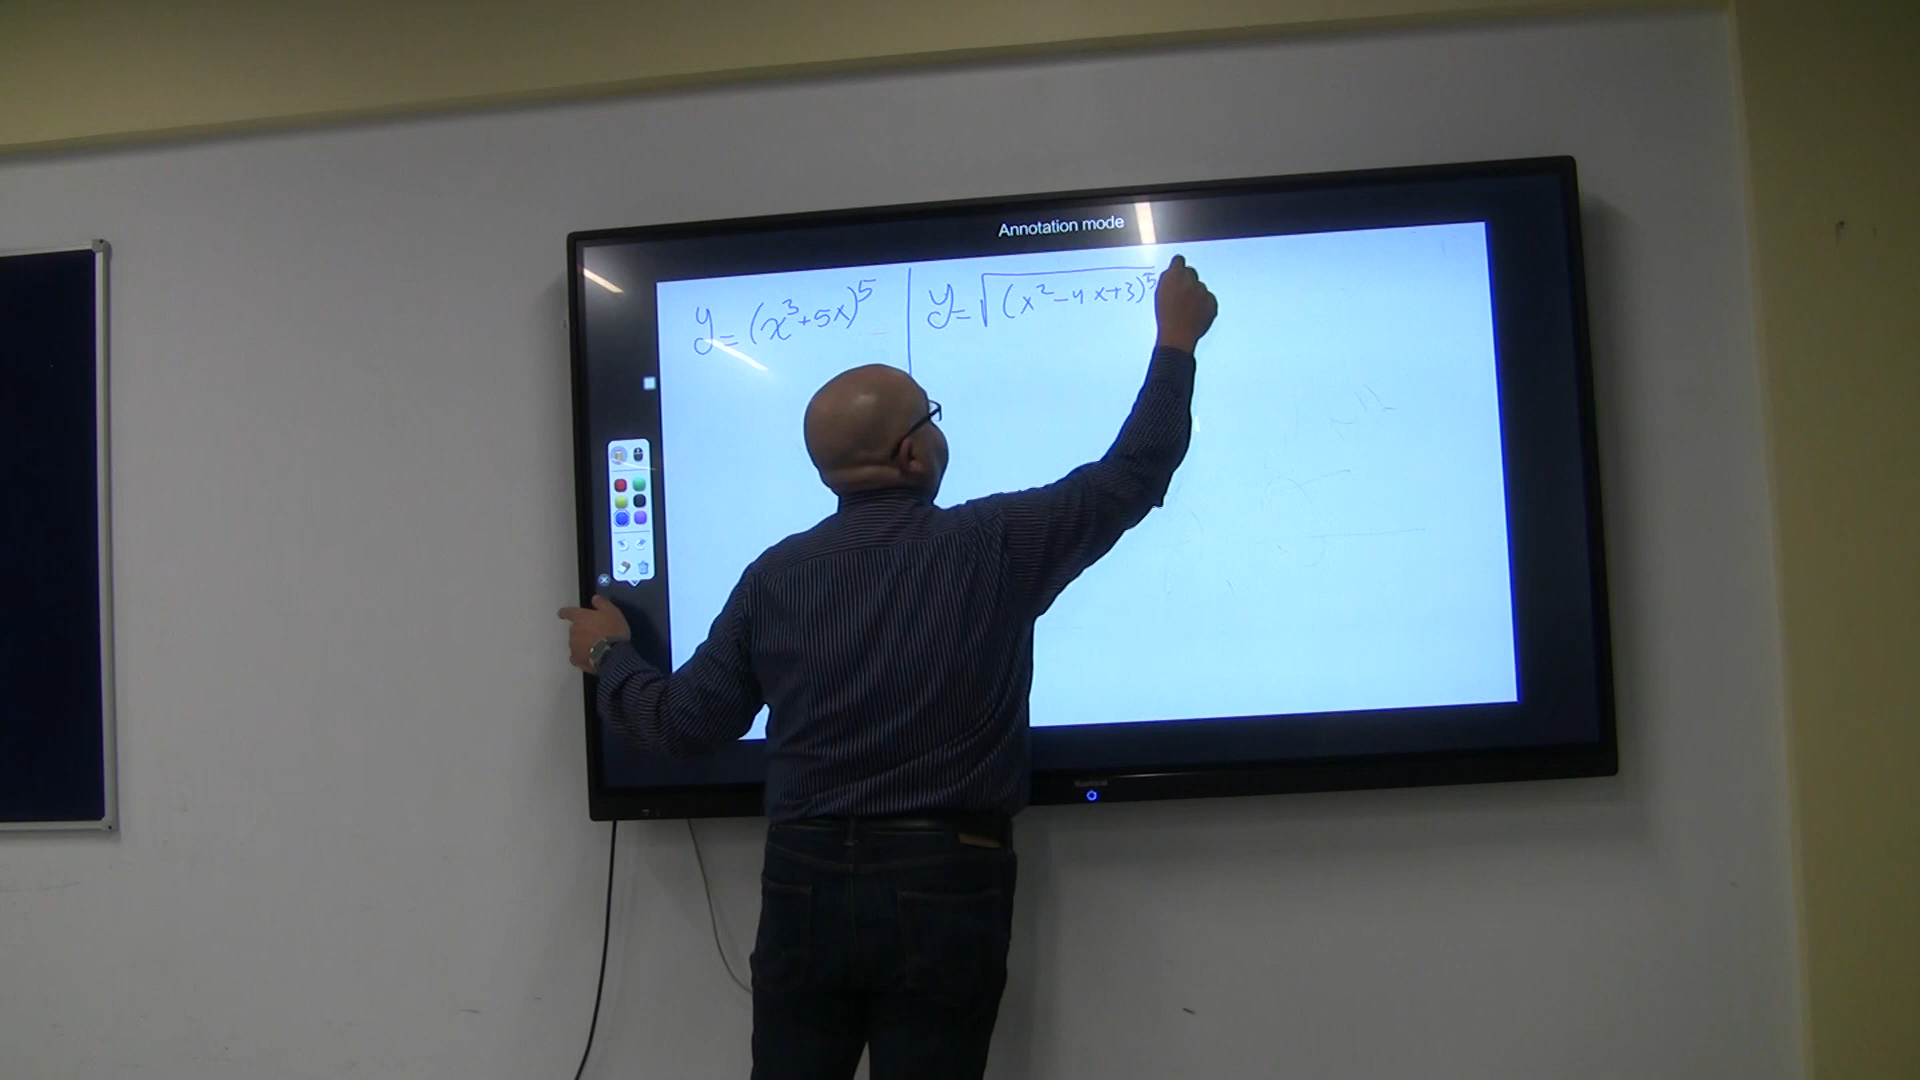 Annotation mode
y = (x³+5x)⁵
y = √(x²-4x+3)⁵